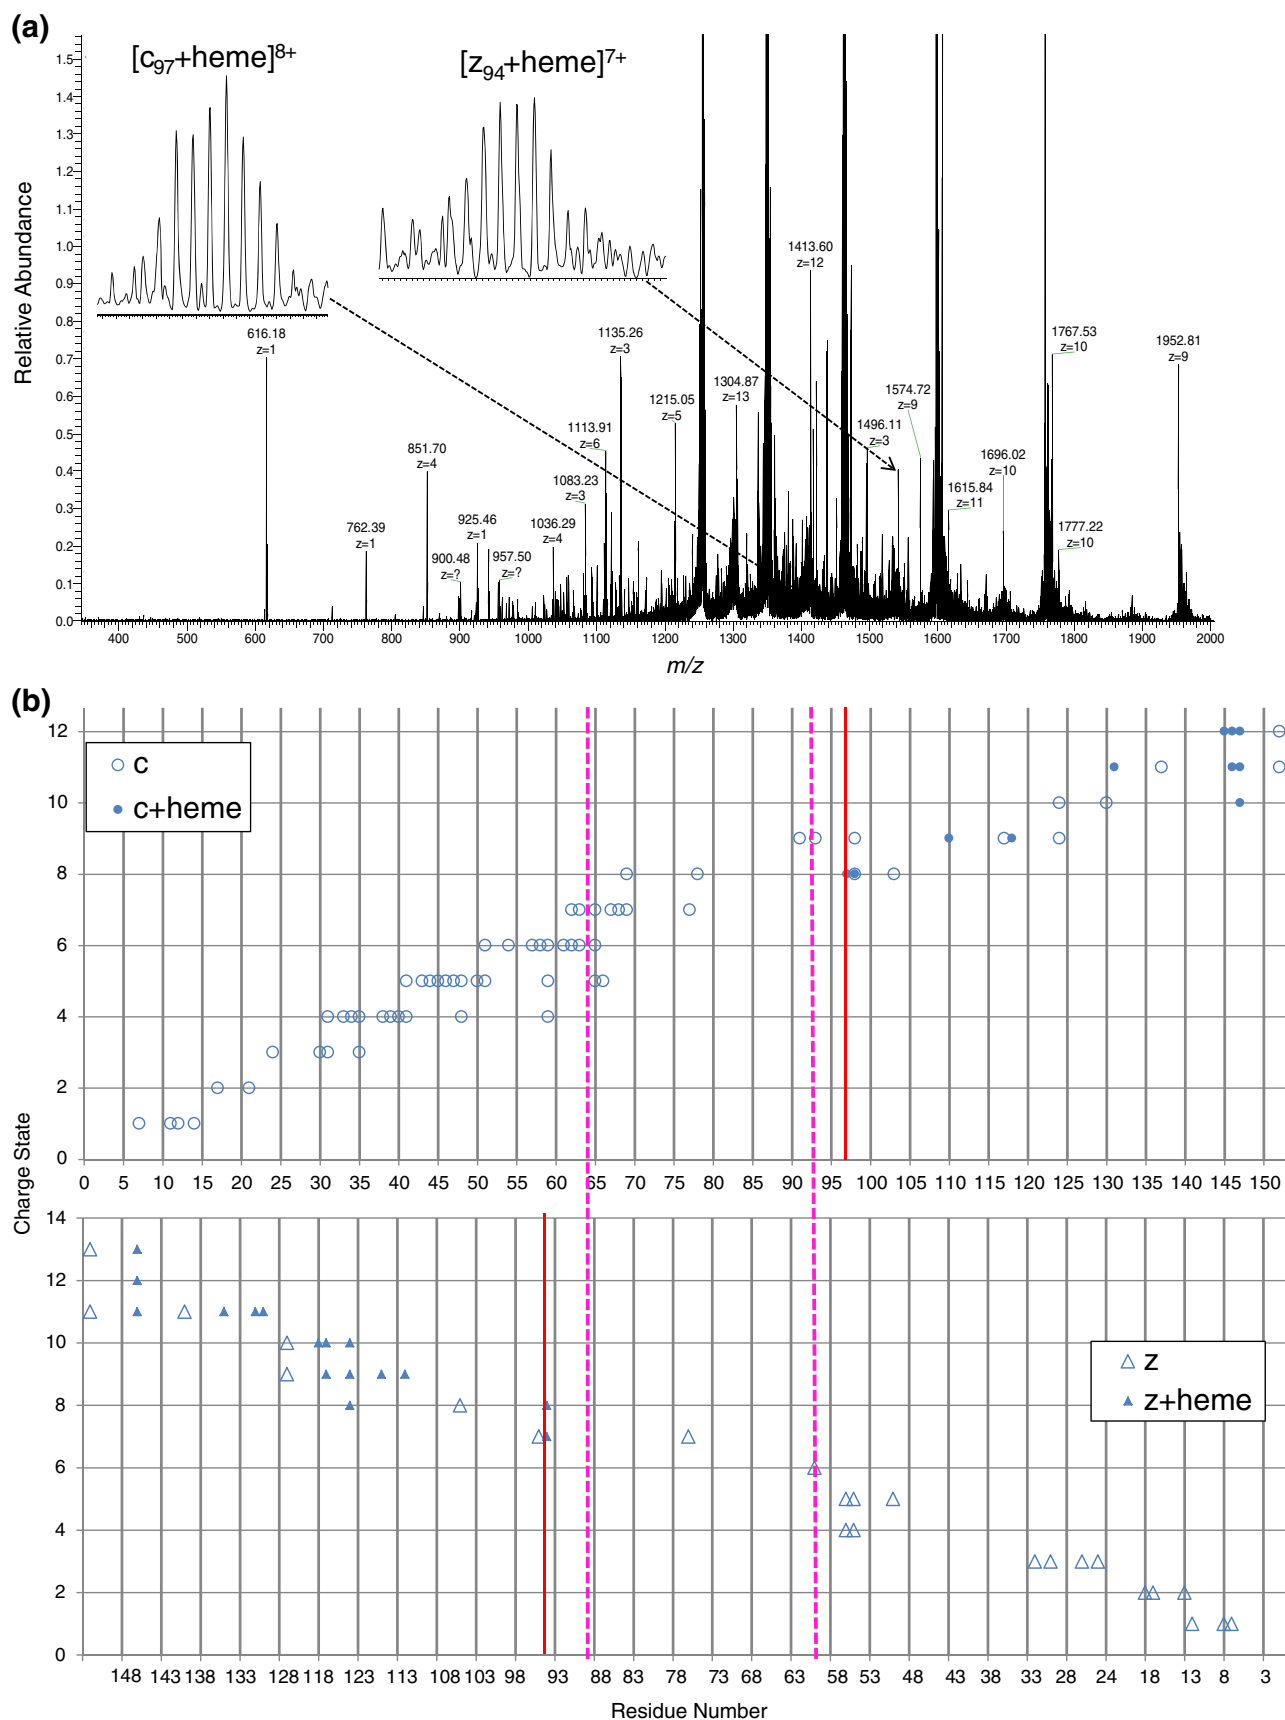 (a)
[c97+heme]8+
[z94+heme]7+
Relative Abundance
1.5
1.4
1.3
1.2
1.1
1.0
0.9
0.8
0.7
0.6
0.5
0.4
0.3
0.2
0.1
0.0
616.18
z=1
762.39
z=1
851.70
z=4
900.48
z=?
925.46
z=1
957.50
z=?
1036.29
z=4
1083.23
z=3
1113.91
z=6
1135.26
z=3
1215.05
z=5
1304.87
z=13
1413.60
z=12
1496.11
z=3
1574.72
z=9
1615.84
z=11
1696.02
z=10
1767.53
z=10
1777.22
z=10
1952.81
z=9
400 500 600 700 800 900 1000 1100 1200 1300 1400 1500 1600 1700 1800 1900 2000
m/z
(b)
12
10
8
6
4
2
0
c
c+heme
0 5 10 15 20 25 30 35 40 45 50 55 60 65 70 75 80 85 90 95 100 105 110 115 120 125 130 135 140 145 150
Charge State
14
12
10
8
6
4
2
0
z
z+heme
148 143 138 133 128 118 123 113 108 103 98 93 88 83 78 73 68 63 56 53 48 43 38 33 28 24 18 13 8 3
Residue Number